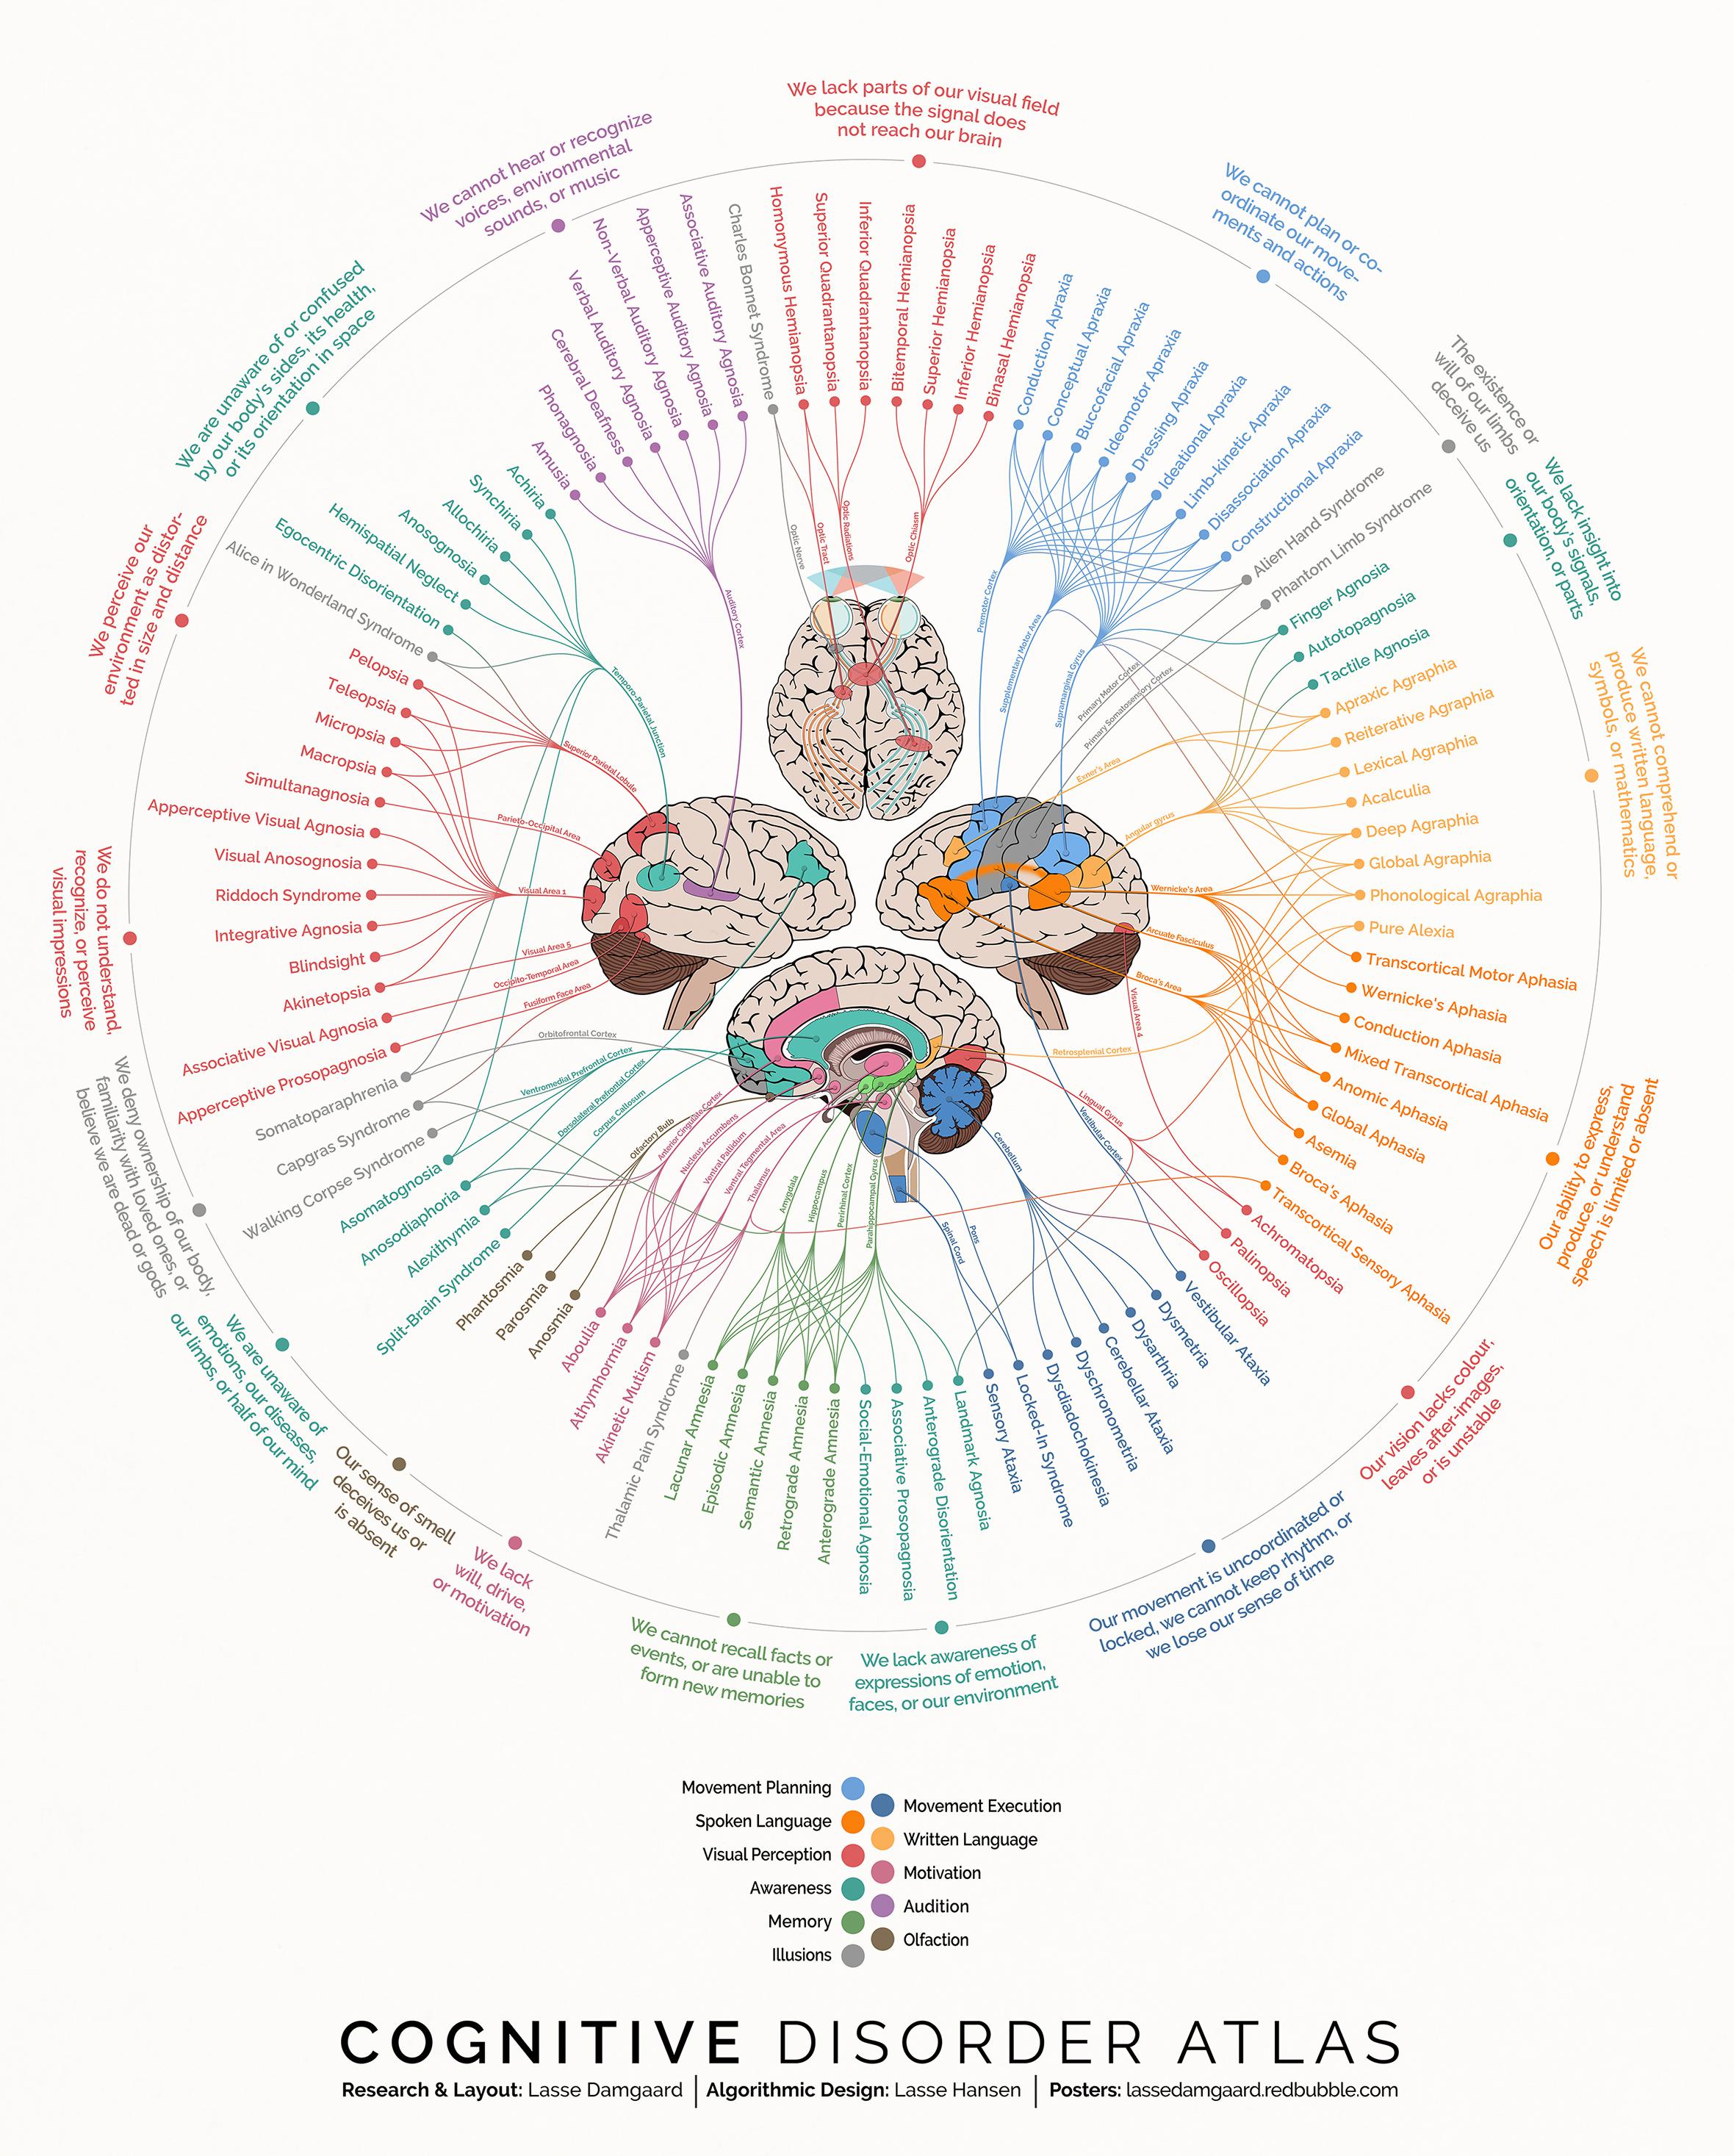 We lack parts of our visual field
because the signal does
not reach our brain
We cannot plan or co-
ordinate our move-
ments and actions
The existence or
will of our limbs
deceive us
We lack insight into
our body's signals,
orientation, or parts
We cannot comprehend or
produce written language,
symbols, or mathematics
Our ability to express,
produce, or understand
speech is limited or absent
Our vision lacks colour,
leaves after-images,
or is unstable
Our movement is uncoordinated or
locked, we cannot keep rhythm, or
we lose our sense of time
We lack awareness of
expressions of emotion,
faces, or our environment
We cannot recall facts or
events, or are unable to
form new memories
We lack
will, drive,
or motivation
Our sense of smell
deceives us or
is absent
We are unaware of
emotions, our diseases,
our limbs, or half of our mind
We deny ownership of our body,
familiarity with loved ones, or
believe we are dead or gods
We do not understand,
recognize, or perceive
visual impressions
We perceive our
environment as distor-
ted in size and distance
We are unaware of or confused
by our body's sides, its health,
or its orientation in space
We cannot hear or recognize
voices, environmental
sounds, or music
Charles Bonnet Syndrome
Homonymous Hemianopsia
Superior Quadrantanopsia
Inferior Quadrantanopsia
Bitemporal Hemianopsia
Superior Hemianopsia
Inferior Hemianopsia
Binasal Hemianopsia
Conduction Apraxia
Conceptual Apraxia
Buccofacial Apraxia
Ideomotor Apraxia
Dressing Apraxia
Ideational Apraxia
Limb-kinetic Apraxia
Disassociation Apraxia
Constructional Apraxia
Alien Hand Syndrome
Phantom Limb Syndrome
Finger Agnosia
Autotopagnosia
Tactile Agnosia
Apraxic Agraphia
Reiterative Agraphia
Lexical Agraphia
Acalculia
Deep Agraphia
Global Agraphia
Phonological Agraphia
Pure Alexia
Transcortical Motor Aphasia
Wernicke's Aphasia
Conduction Aphasia
Mixed Transcortical Aphasia
Anomic Aphasia
Global Aphasia
Asemia
Broca's Aphasia
Transcortical Sensory Aphasia
Achromatopsia
Palinopsia
Oscillopsia
Vestibular Ataxia
Dysmetria
Dysarthria
Cerebellar Ataxia
Dyschronometria
Dysdiadochokinesia
Locked-In Syndrome
Sensory Ataxia
Landmark Agnosia
Anterograde Disorientation
Associative Prosopagnosia
Social-Emotional Agnosia
Anterograde Amnesia
Retrograde Amnesia
Semantic Amnesia
Episodic Amnesia
Lacunar Amnesia
Thalamic Pain Syndrome
Akinetic Mutism
Athymhormia
Aboulia
Anosmia
Parosmia
Phantosmia
Split-Brain Syndrome
Alexithymia
Anosodiaphoria
Asomatognosia
Walking Corpse Syndrome
Capgras Syndrome
Somatoparaphrenia
Apperceptive Prosopagnosia
Associative Visual Agnosia
Akinetopsia
Blindsight
Integrative Agnosia
Riddoch Syndrome
Visual Anosognosia
Apperceptive Visual Agnosia
Simultanagnosia
Macropsia
Micropsia
Teleopsia
Pelopsia
Alice in Wonderland Syndrome
Egocentric Disorientation
Hemispatial Neglect
Anosognosia
Allochiria
Synchiria
Achiria
Amusia
Phonagnosia
Cerebral Deafness
Verbal Auditory Agnosia
Non-Verbal Auditory Agnosia
Apperceptive Auditory Agnosia
Associative Auditory Agnosia
Optic Nerve
Optic Tract
Optic Radiations
Optic Chiasm
Premotor Cortex
Supplementary Motor Area
Supramarginal Gyrus
Primary Motor Cortex
Primary Somatosensory Cortex
Exner's Area
Angular gyrus
Wernicke's Area
Arcuate Fasciculus
Broca's Area
Visual Area 4
Retrosplenial Cortex
Lingual Gyrus
Vestibular Cortex
Cerebellum
Pons
Spinal Cord
Parahippocampal Gyrus
Perirhinal Cortex
Hippocampus
Amygdala
Thalamus
Ventral Tegmental Area
Ventral Pallidum
Nucleus Accumbens
Anterior Cingulate Cortex
Olfactory Bulb
Corpus Callosum
Dorsolateral Prefrontal Cortex
Ventromedial Prefrontal Cortex
Orbitofrontal Cortex
Fusiform Face Area
Occipito-Temporal Area
Visual Area 5
Visual Area 1
Parieto-Occipital Area
Superior Parietal Lobule
Temporo-Parietal Junction
Auditory Cortex
Movement Planning
Movement Execution
Spoken Language
Written Language
Visual Perception
Motivation
Awareness
Audition
Memory
Olfaction
Illusions
COGNITIVE DISORDER ATLAS
Research & Layout: Lasse Damgaard | Algorithmic Design: Lasse Hansen | Posters: lassedamgaard.redbubble.com